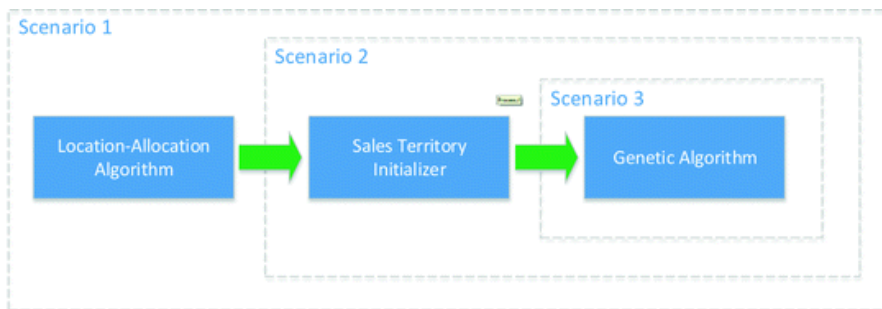 Scenario 1
Scenario 2
Scenario 3
Location-Allocation
Algorithm
Sales Territory
Initializer
Genetic Algorithm